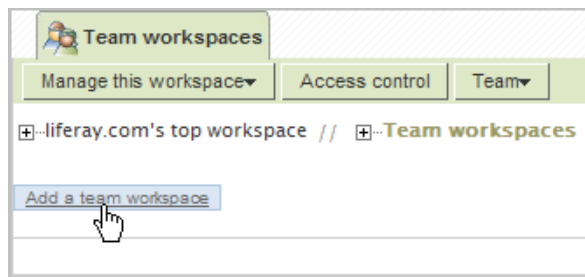 Team workspaces
Manage this workspace Access control Team
liferay.com's top workspace // Team workspaces
Add a team workspace